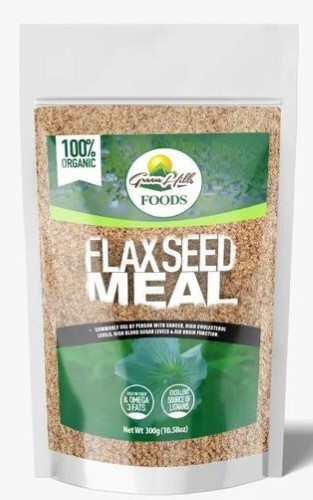 100%
ORGANIC
Green Hills
FOODS
FLAXSEED
MEAL
• COMMONLY USE BY PERSON WITH CANCER, HIGH CHOLESTEROL
LEVELS, HIGH BLOOD SUGAR LEVELS & AID BRAIN FUNCTION.
RICH IN FIBER
& OMEGA
3 FATS.
EXCELLENT
SOURCE OF
LIGNANS.
Net Wt 300g (10.58oz)